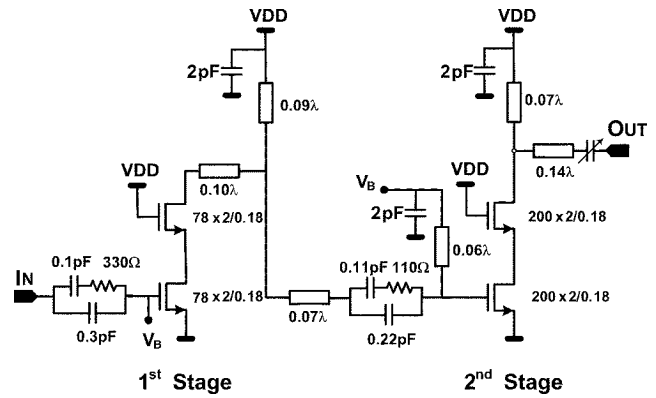 VDD
2pF
0.09λ
VDD
0.10λ
78 x 2/0.18
IN
0.1pF 330Ω
0.3pF
VB
78 x 2/0.18
0.07λ
VDD
2pF
0.07λ
OUT
0.14λ
VB
VDD
2pF
0.06λ
200 x 2/0.18
0.11pF 110Ω
0.22pF
200 x 2/0.18
1st Stage
2nd Stage